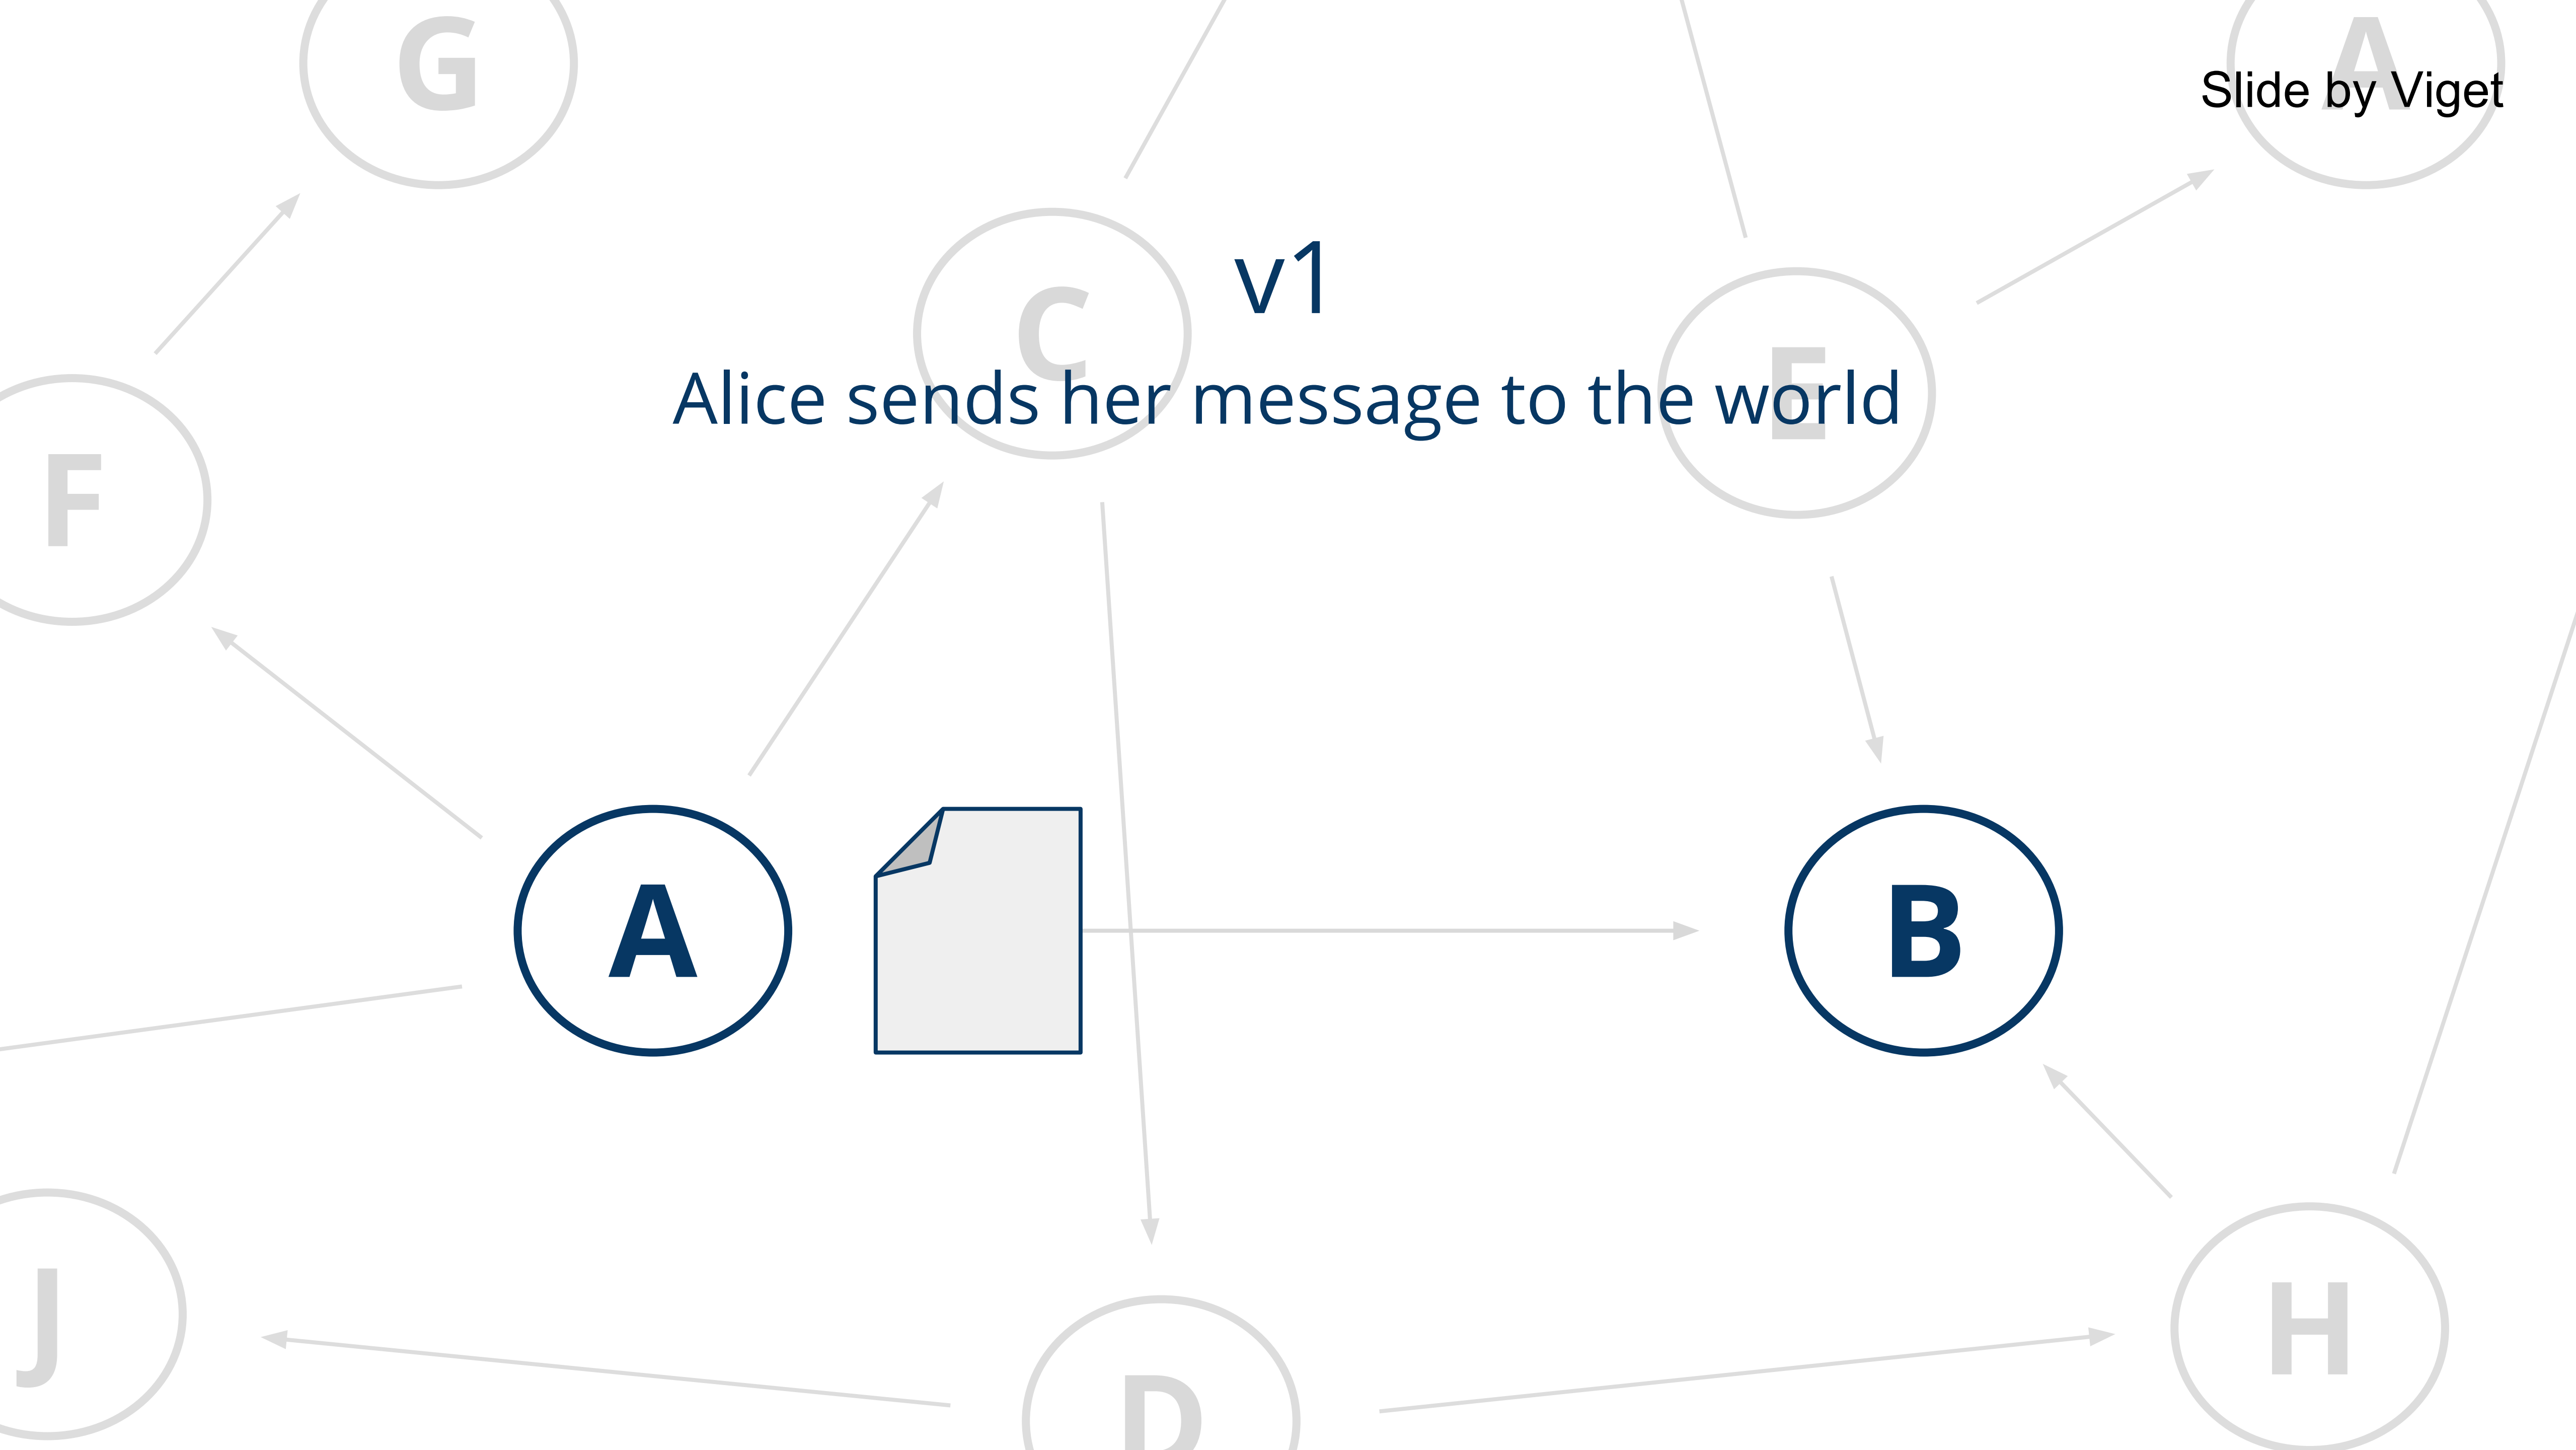 G
A
Slide by Viget
v1
C
E
Alice sends her message to the world
F
A
B
J
H
D